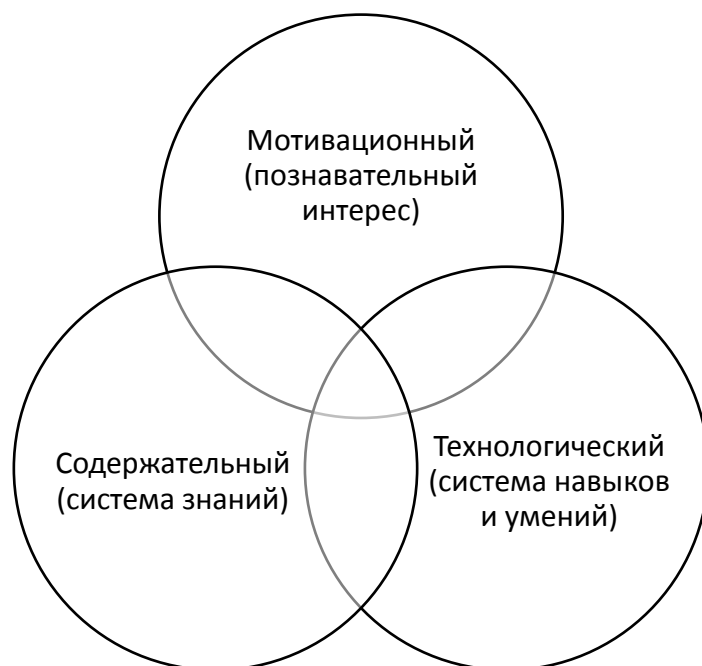 Мотивационный
(познавательный
интерес)
Содержательный
(система знаний)
Технологический
(система навыков
и умений)